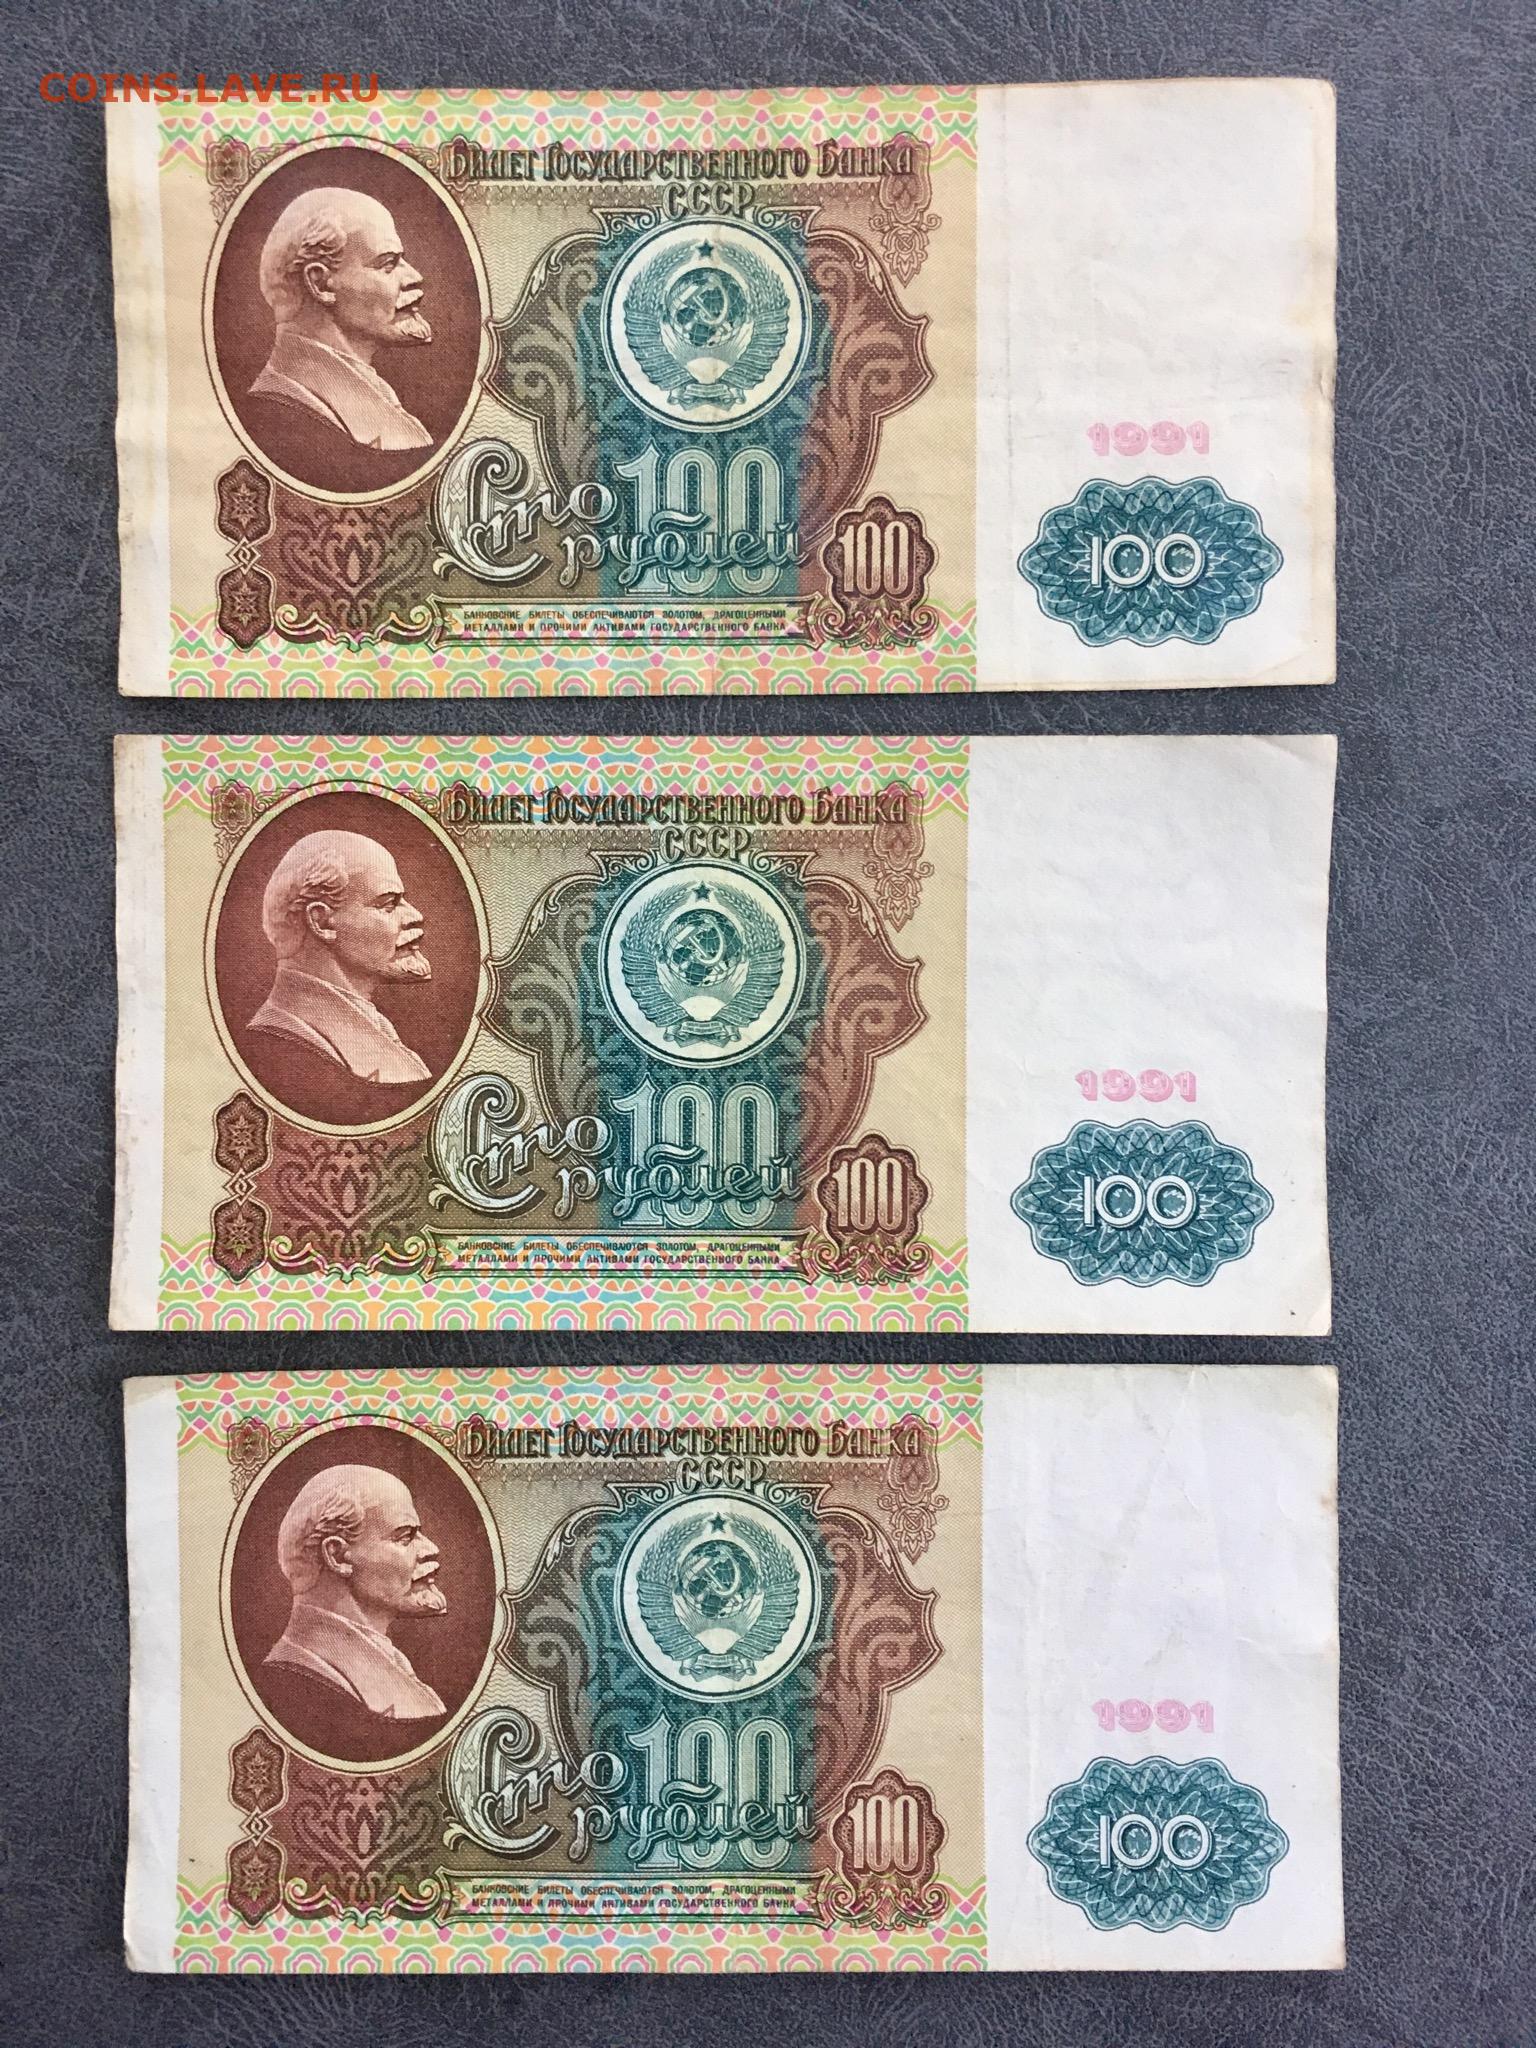 COINS.LAVE.RU
Билет Государственного Банка
СССР
1991
Сто
рублей
100
100
100
БАНКОВСКИЕ БИЛЕТЫ ОБЕСПЕЧИВАЮТСЯ ЗОЛОТОМ, ДРАГОЦЕННЫМИ
МЕТАЛЛАМИ И ПРОЧИМИ АКТИВАМИ ГОСУДАРСТВЕННОГО БАНКА
Билет Государственного Банка
СССР
1991
Сто
рублей
100
100
100
БАНКОВСКИЕ БИЛЕТЫ ОБЕСПЕЧИВАЮТСЯ ЗОЛОТОМ, ДРАГОЦЕННЫМИ
МЕТАЛЛАМИ И ПРОЧИМИ АКТИВАМИ ГОСУДАРСТВЕННОГО БАНКА
Билет Государственного Банка
СССР
1991
Сто
рублей
100
100
100
БАНКОВСКИЕ БИЛЕТЫ ОБЕСПЕЧИВАЮТСЯ ЗОЛОТОМ, ДРАГОЦЕННЫМИ
МЕТАЛЛАМИ И ПРОЧИМИ АКТИВАМИ ГОСУДАРСТВЕННОГО БАНКА